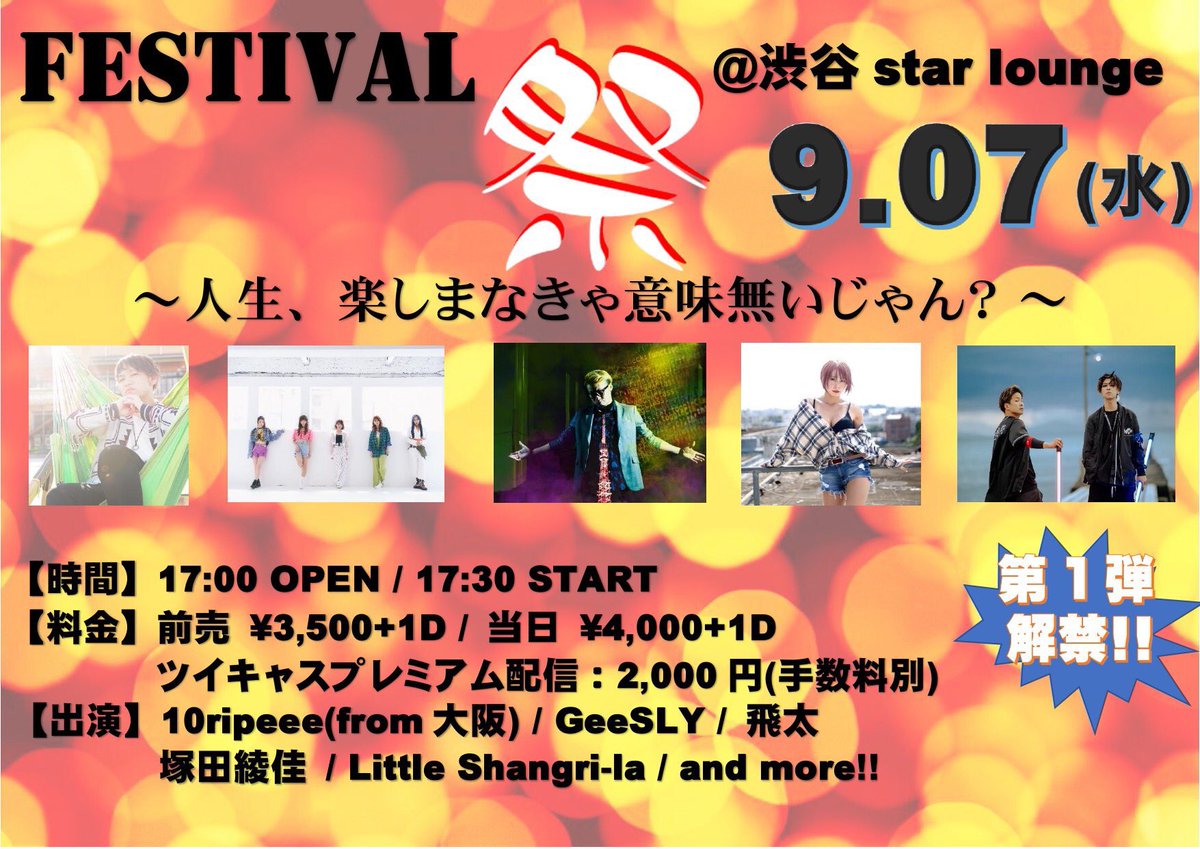 FESTIVAL
祭
@渋谷 star lounge
9.07(水)
～人生、楽しまなきゃ意味無いじゃん？～
【時間】17:00 OPEN / 17:30 START
【料金】前売 ¥3,500+1D / 当日 ¥4,000+1D
ツイキャスプレミアム配信：2,000円(手数料別)
【出演】10ripeee(from大阪) / GeeSLY / 飛太
塚田綾佳 / Little Shangri-la / and more!!
第１弾
解禁!!